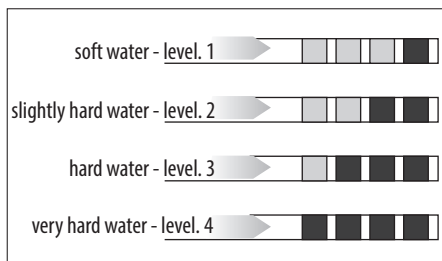 soft water - level. 1
slightly hard water - level. 2
hard water - level. 3
very hard water - level. 4